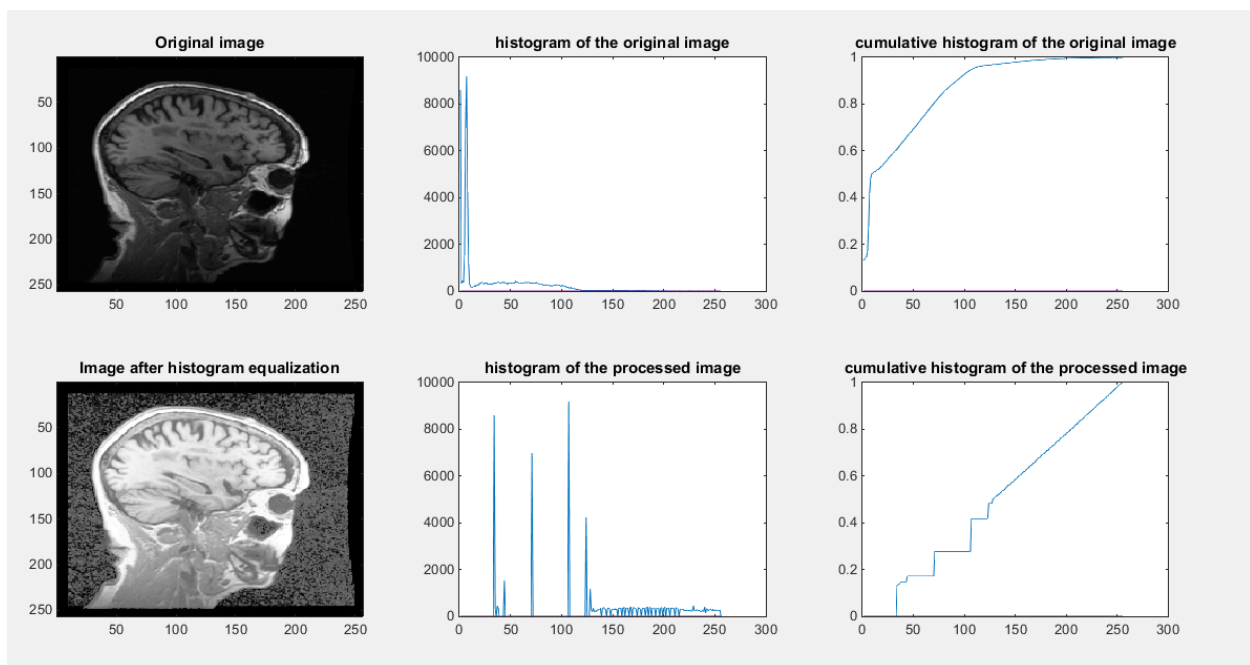 Original image
50
100
150
200
250
50 100 150 200 250
histogram of the original image
10000
8000
6000
4000
2000
0
0 50 100 150 200 250 300
cumulative histogram of the original image
1
0.8
0.6
0.4
0.2
0
0 50 100 150 200 250 300
Image after histogram equalization
50
100
150
200
250
50 100 150 200 250
histogram of the processed image
10000
8000
6000
4000
2000
0
0 50 100 150 200 250 300
cumulative histogram of the processed image
1
0.8
0.6
0.4
0.2
0
0 50 100 150 200 250 300